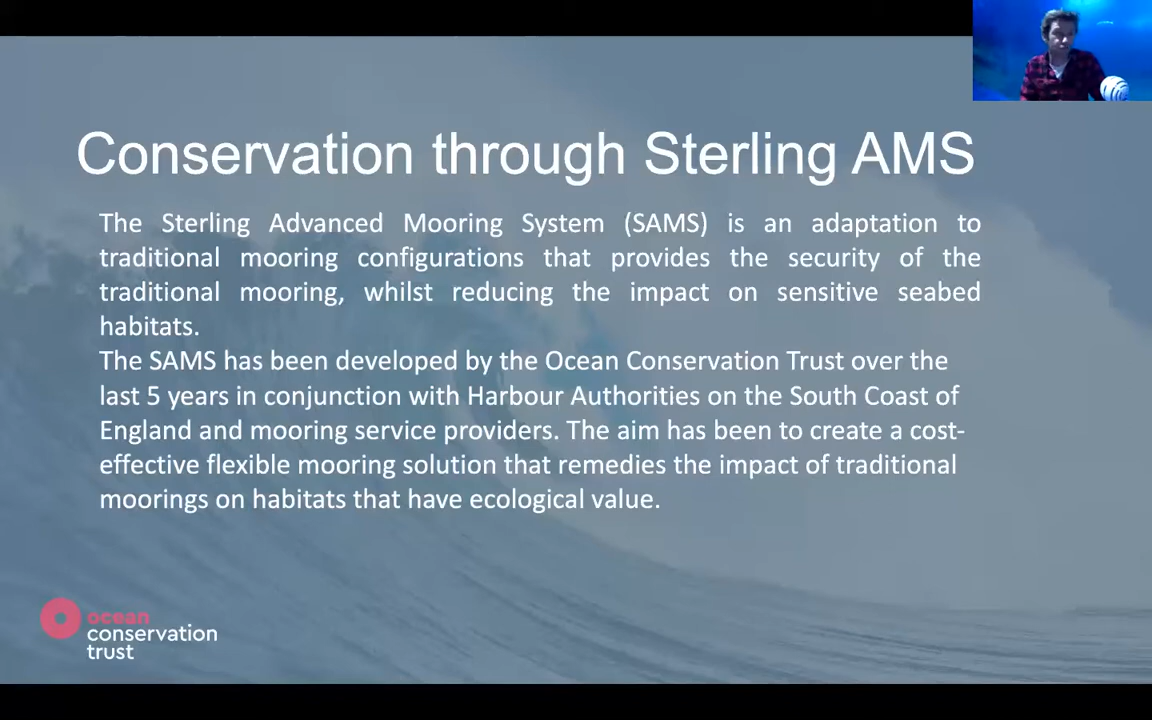 Conservation through Sterling AMS
The Sterling Advanced Mooring System (SAMS) is an adaptation to
traditional mooring configurations that provides the security of the
traditional mooring, whilst reducing the impact on sensitive seabed
habitats.
The SAMS has been developed by the Ocean Conservation Trust over the
last 5 years in conjunction with Harbour Authorities on the South Coast of
England and mooring service providers. The aim has been to create a cost-
effective flexible mooring solution that remedies the impact of traditional
moorings on habitats that have ecological value.
ocean
conservation
trust